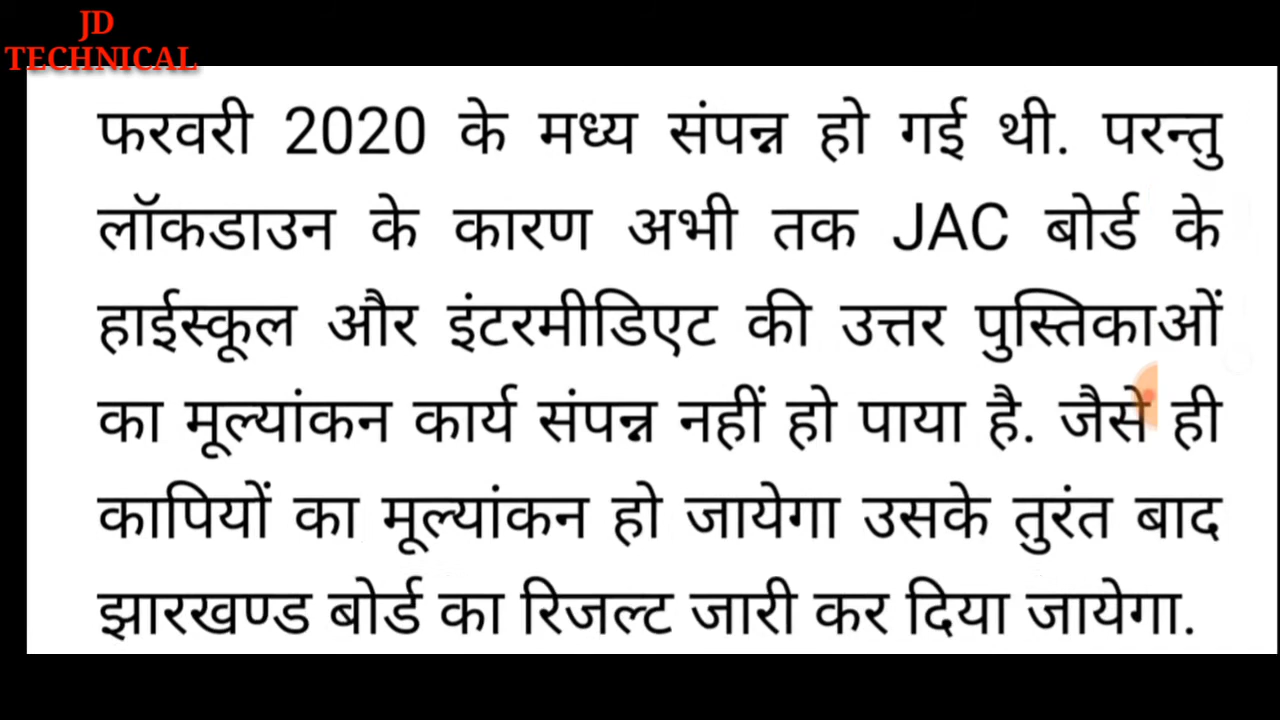 JD
TECHNICAL
फरवरी 2020 के मध्य संपन्न हो गई थी. परन्तु
लॉकडाउन के कारण अभी तक JAC बोर्ड के
हाईस्कूल और इंटरमीडिएट की उत्तर पुस्तिकाओं
का मूल्यांकन कार्य संपन्न नहीं हो पाया है. जैसे ही
कापियों का मूल्यांकन हो जायेगा उसके तुरंत बाद
झारखण्ड बोर्ड का रिजल्ट जारी कर दिया जायेगा.